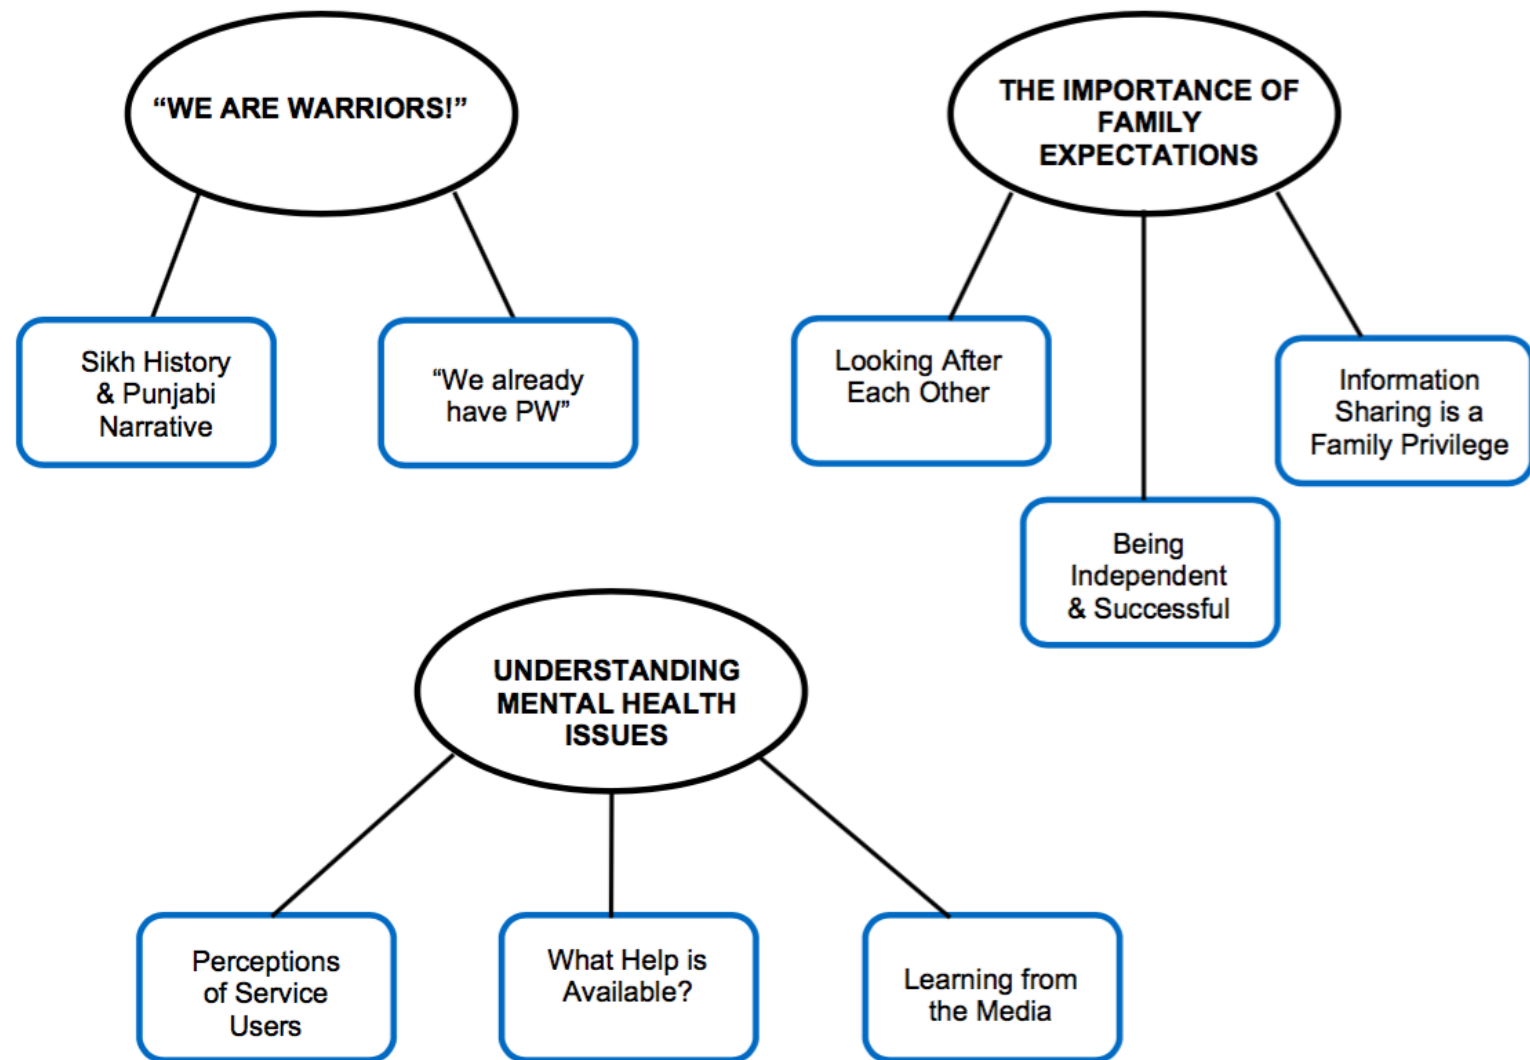 “WE ARE WARRIORS!”
THE IMPORTANCE OF
FAMILY
EXPECTATIONS
Sikh History
& Punjabi
Narrative
“We already
have PW”
Looking After
Each Other
Being
Independent
& Successful
Information
Sharing is a
Family Privilege
UNDERSTANDING
MENTAL HEALTH
ISSUES
Perceptions
of Service
Users
What Help is
Available?
Learning from
the Media